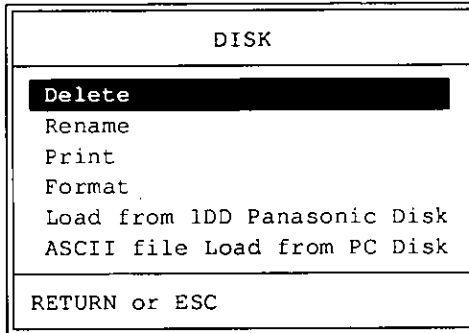 DISK
Delete
Rename
Print
Format
Load from 1DD Panasonic Disk
ASCII file Load from PC Disk
RETURN or ESC